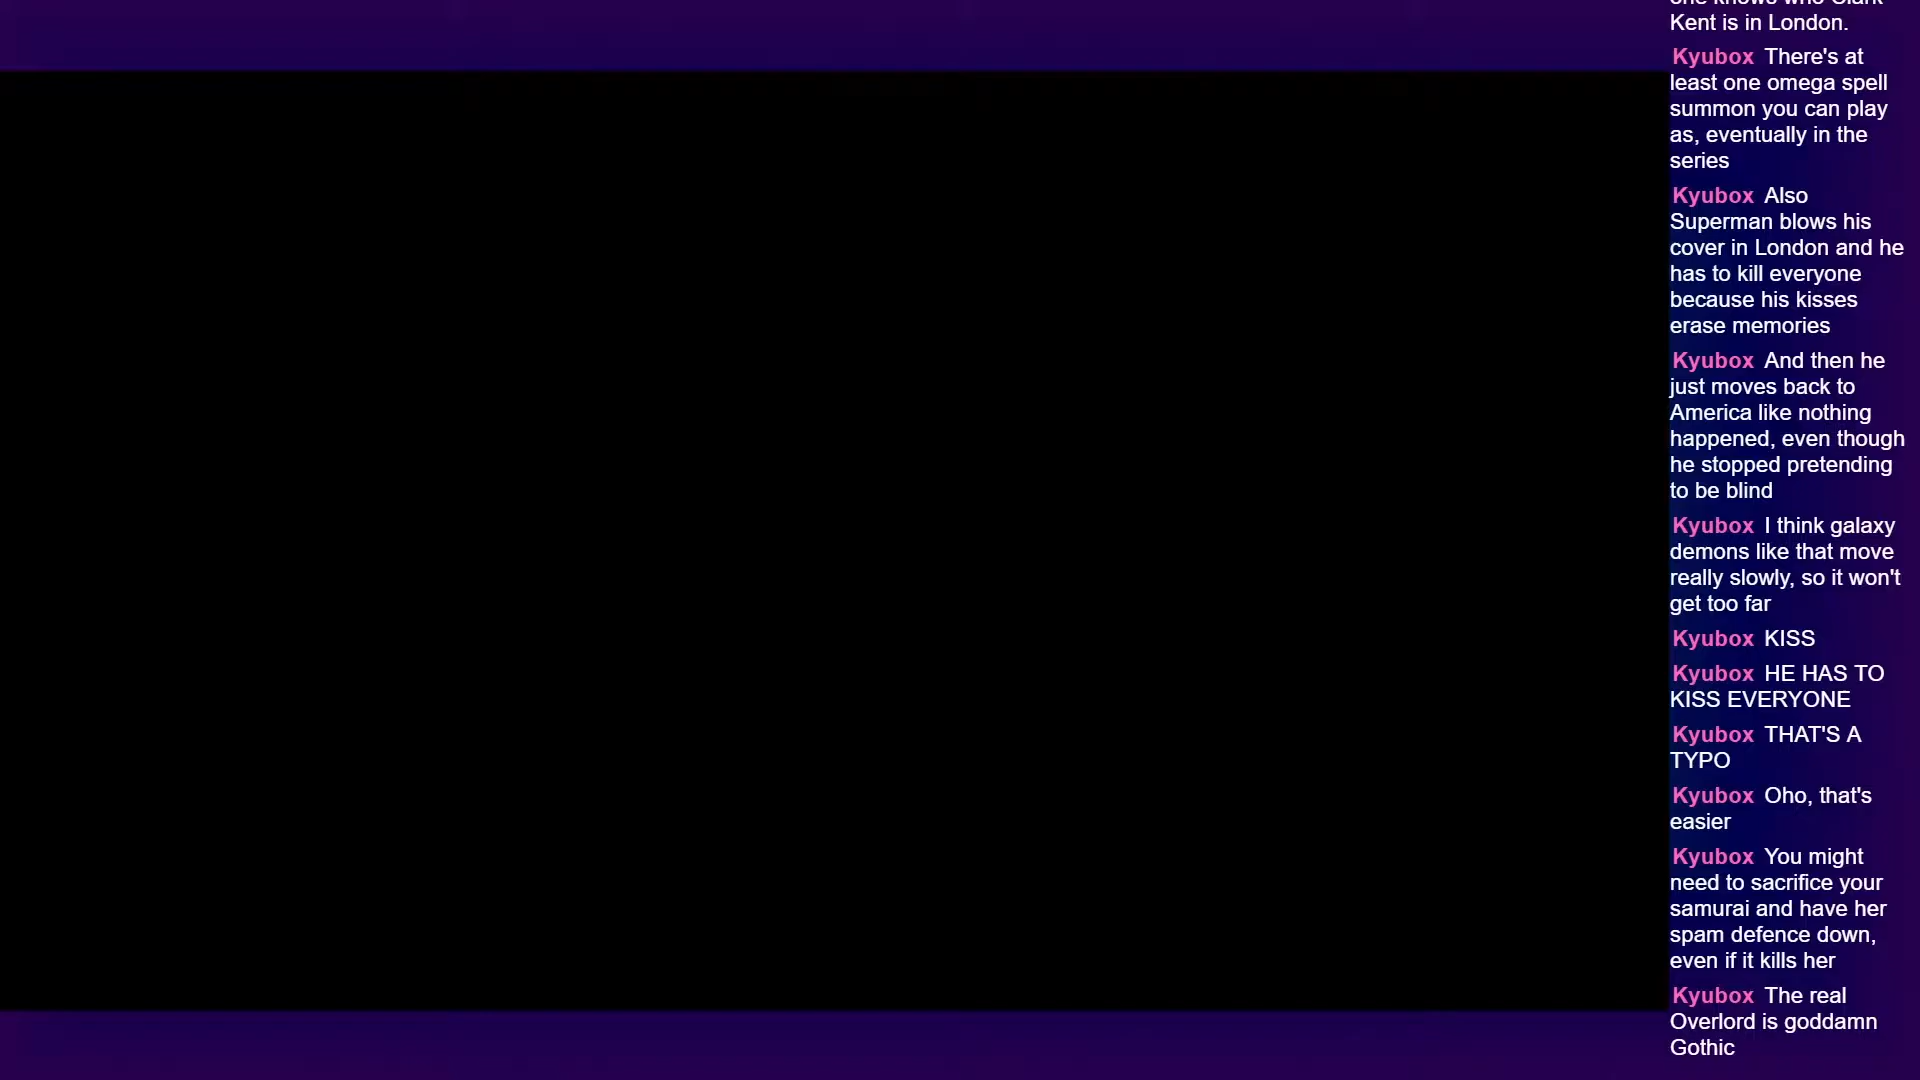 Kent is in London.
Kyubox There's at
least one omega spell
summon you can play
as, eventually in the
series
Kyubox Also
Superman blows his
cover in London and he
has to kill everyone
because his kisses
erase memories
Kyubox And then he
just moves back to
America like nothing
happened, even though
he stopped pretending
to be blind
Kyubox I think galaxy
demons like that move
really slowly, so it won't
get too far
Kyubox KISS
Kyubox HE HAS TO
KISS EVERYONE
Kyubox THAT'S A
TYPO
Kyubox Oho, that's
easier
Kyubox You might
need to sacrifice your
samurai and have her
spam defence down,
even if it kills her
Kyubox The real
Overlord is goddamn
Gothic